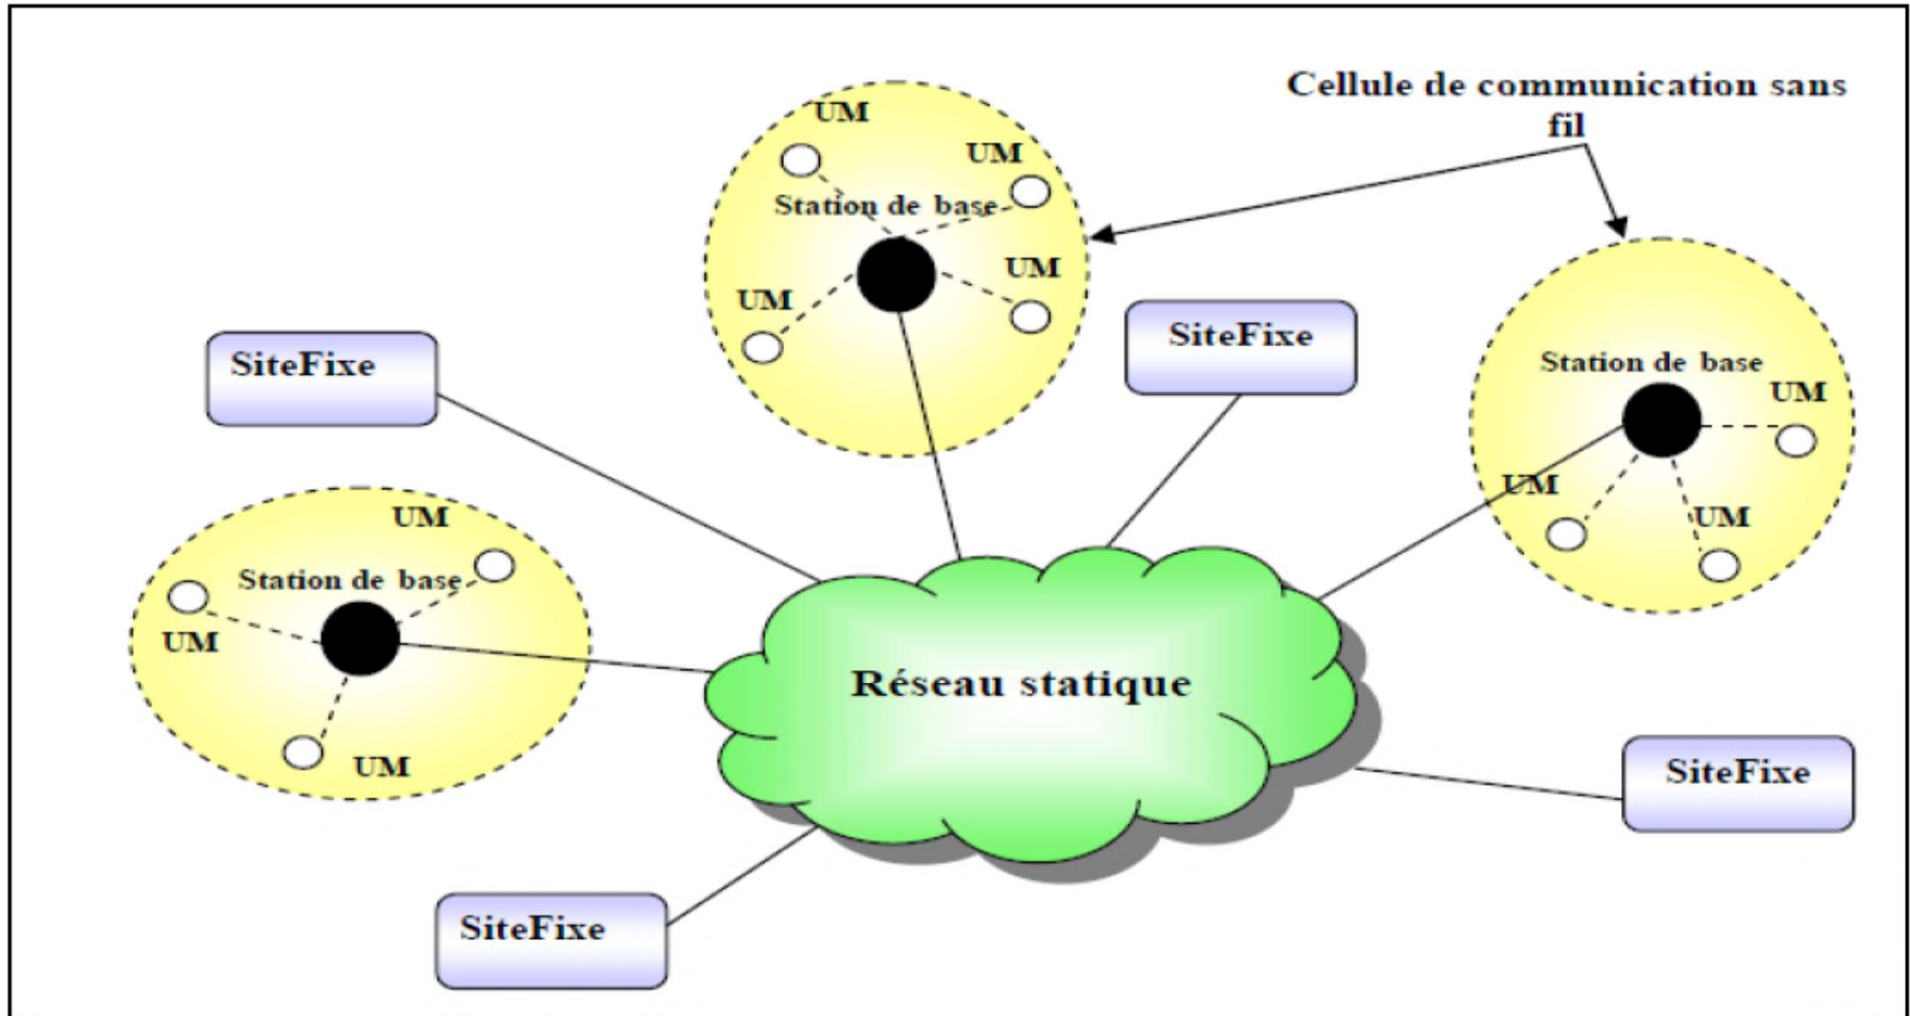 Cellule de communication sans
fil
UM
UM
Station de base
UM
UM
SiteFixe
SiteFixe
Station de base
UM
UM
UM
UM
Station de base
UM
UM
Réseau statique
SiteFixe
SiteFixe